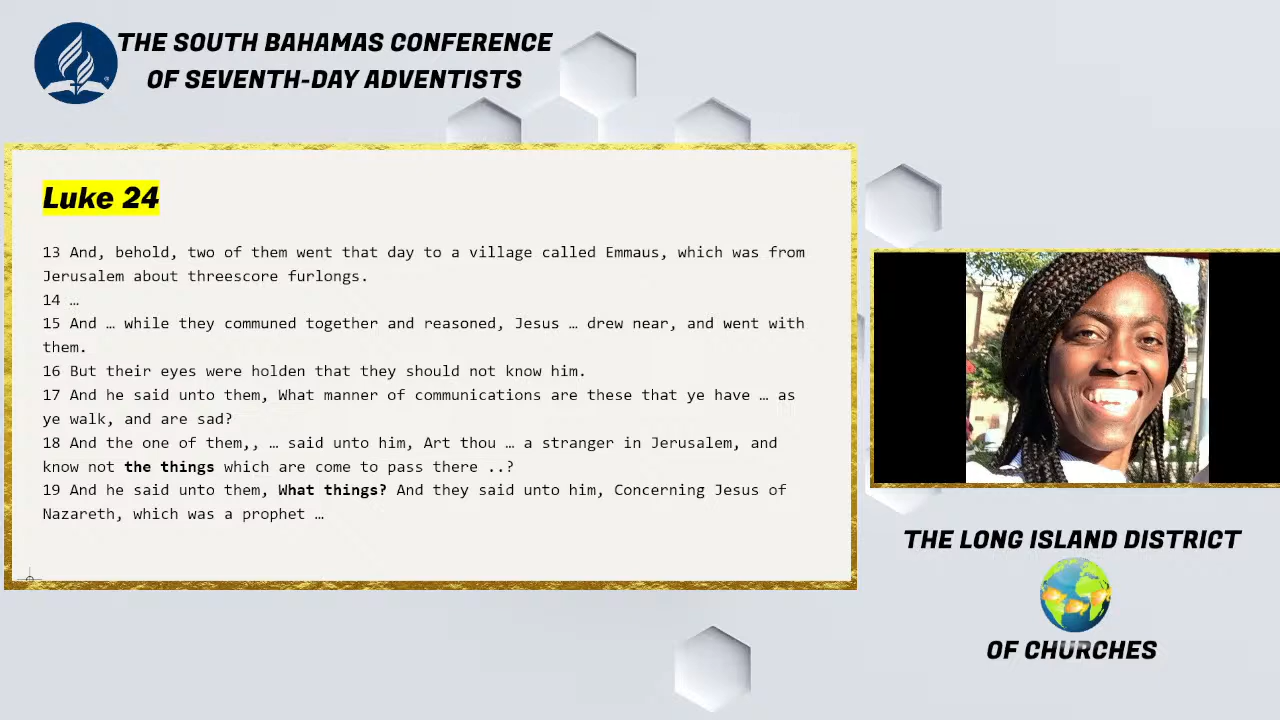 THE SOUTH BAHAMAS CONFERENCE
OF SEVENTH-DAY ADVENTISTS
Luke 24
13 And, behold, two of them went that day to a village called Emmaus, which was from
Jerusalem about threescore furlongs.
14 …
15 And … while they communed together and reasoned, Jesus … drew near, and went with
them.
16 But their eyes were holden that they should not know him.
17 And he said unto them, What manner of communications are these that ye have … as
ye walk, and are sad?
18 And the one of them,, … said unto him, Art thou … a stranger in Jerusalem, and
know not the things which are come to pass there ..?
19 And he said unto them, What things? And they said unto him, Concerning Jesus of
Nazareth, which was a prophet …
THE LONG ISLAND DISTRICT
OF CHURCHES